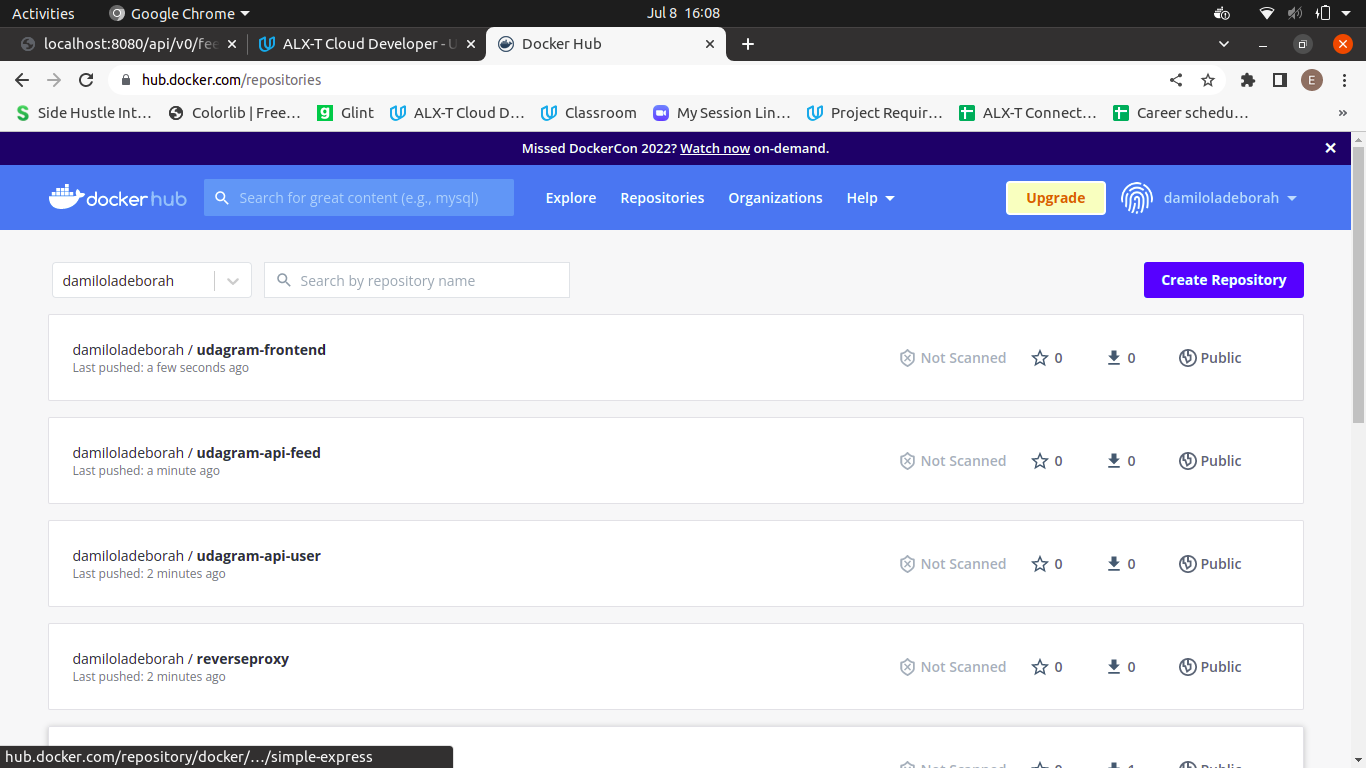 Activities Google Chrome Jul 8 16:08
localhost:8080/api/v0/fee ALX-T Cloud Developer - U Docker Hub
hub.docker.com/repositories E
Side Hustle Int... Colorlib | Free... Glint ALX-T Cloud D... Classroom My Session Lin... Project Requir... ALX-T Connect... Career schedu... »
Missed DockerCon 2022? Watch now on-demand.
docker hub Search for great content (e.g., mysql) Explore Repositories Organizations Help Upgrade damiloladeborah
damiloladeborah Search by repository name Create Repository
damiloladeborah / udagram-frontend
Last pushed: a few seconds ago
Not Scanned 0 0 Public
damiloladeborah / udagram-api-feed
Last pushed: a minute ago
Not Scanned 0 0 Public
damiloladeborah / udagram-api-user
Last pushed: 2 minutes ago
Not Scanned 0 0 Public
damiloladeborah / reverseproxy
Last pushed: 2 minutes ago
Not Scanned 0 0 Public
hub.docker.com/repository/docker/.../simple-express
Not Scanned 0 1 Public